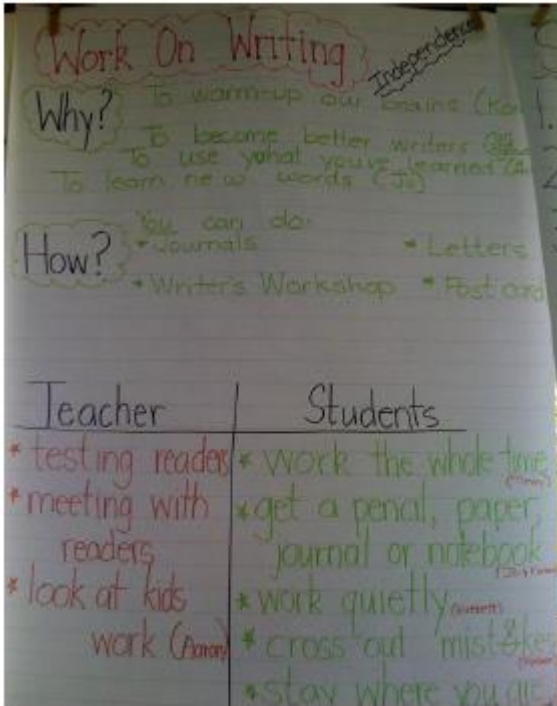 Work On Writing
Independence
Why?
To warm-up our brains
To become better writers
To use what you've learned
To learn new words (Jo)
How?
You can do:
* Journals
* Letters
* Writer's Workshop
* Post card
Teacher
* testing readers
* meeting with
readers
* look at kids
work (Aaron)
Students
* work the whole time
* get a pencil, paper,
journal or notebook
* work quietly
* cross out mistakes
* stay where you are